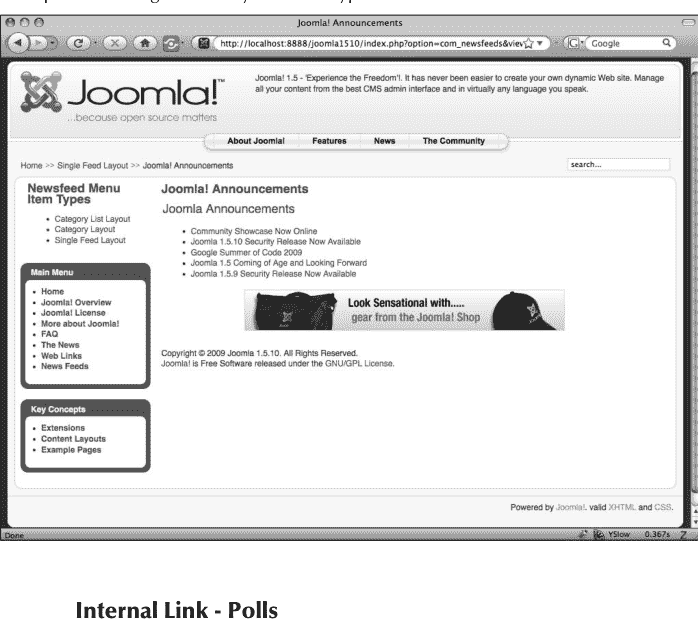 Joomla! Announcements
http://localhost:8888/joomla1510/index.php?option=com_newsfeeds&view
Google
Joomla!™
...because open source matters
Joomla! 1.5 - 'Experience the Freedom'!. It has never been easier to create your own dynamic Web site. Manage
all your content from the best CMS admin interface and in virtually any language you speak.
About Joomla! Features News The Community
Home >> Single Feed Layout >> Joomla! Announcements
search...
Newsfeed Menu
Item Types
• Category List Layout
• Category Layout
• Single Feed Layout
Main Menu
• Home
• Joomla! Overview
• Joomla! License
• More about Joomla!
• FAQ
• The News
• Web Links
• News Feeds
Key Concepts
• Extensions
• Content Layouts
• Example Pages
Joomla! Announcements
Joomla Announcements
• Community Showcase Now Online
• Joomla 1.5.10 Security Release Now Available
• Google Summer of Code 2009
• Joomla 1.5 Coming of Age and Looking Forward
• Joomla 1.5.9 Security Release Now Available
Look Sensational with.....
gear from the Joomla! Shop
Copyright © 2009 Joomla 1.5.10. All Rights Reserved.
Joomla! is Free Software released under the GNU/GPL License.
Powered by Joomla!. valid XHTML and CSS.
Done
YSlow 0.367s
Internal Link - Polls